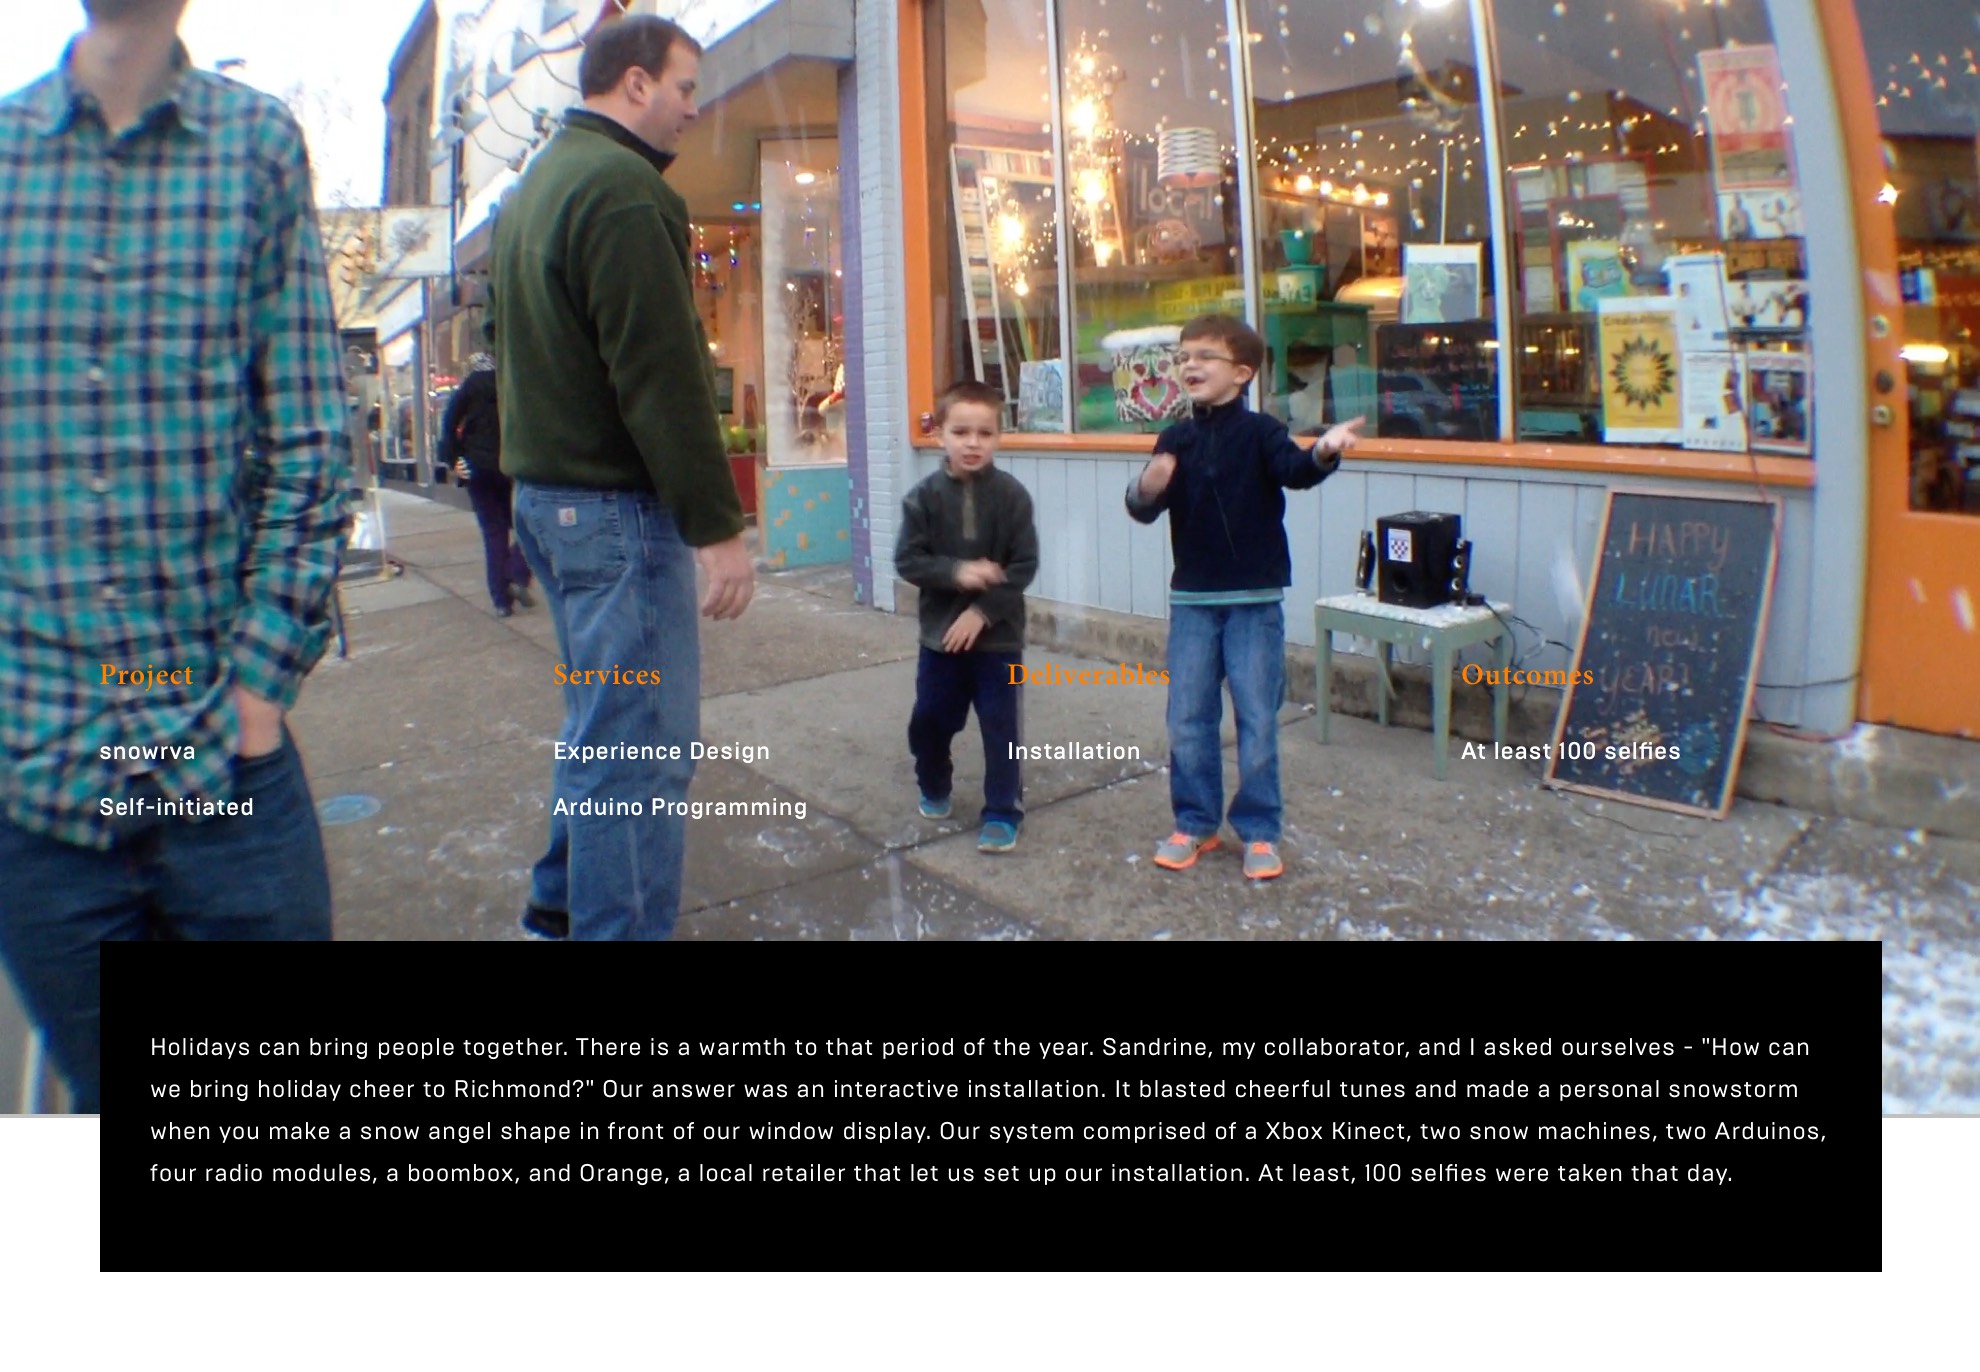 local
HAPPY
LUNAR
new
YEAR!
Project
Services
Deliverables
Outcomes
snowrva
Experience Design
Installation
At least 100 selfies
Self-initiated
Arduino Programming
Holidays can bring people together. There is a warmth to that period of the year. Sandrine, my collaborator, and I asked ourselves - "How can
we bring holiday cheer to Richmond?" Our answer was an interactive installation. It blasted cheerful tunes and made a personal snowstorm
when you make a snow angel shape in front of our window display. Our system comprised of a Xbox Kinect, two snow machines, two Arduinos,
four radio modules, a boombox, and Orange, a local retailer that let us set up our installation. At least, 100 selfies were taken that day.